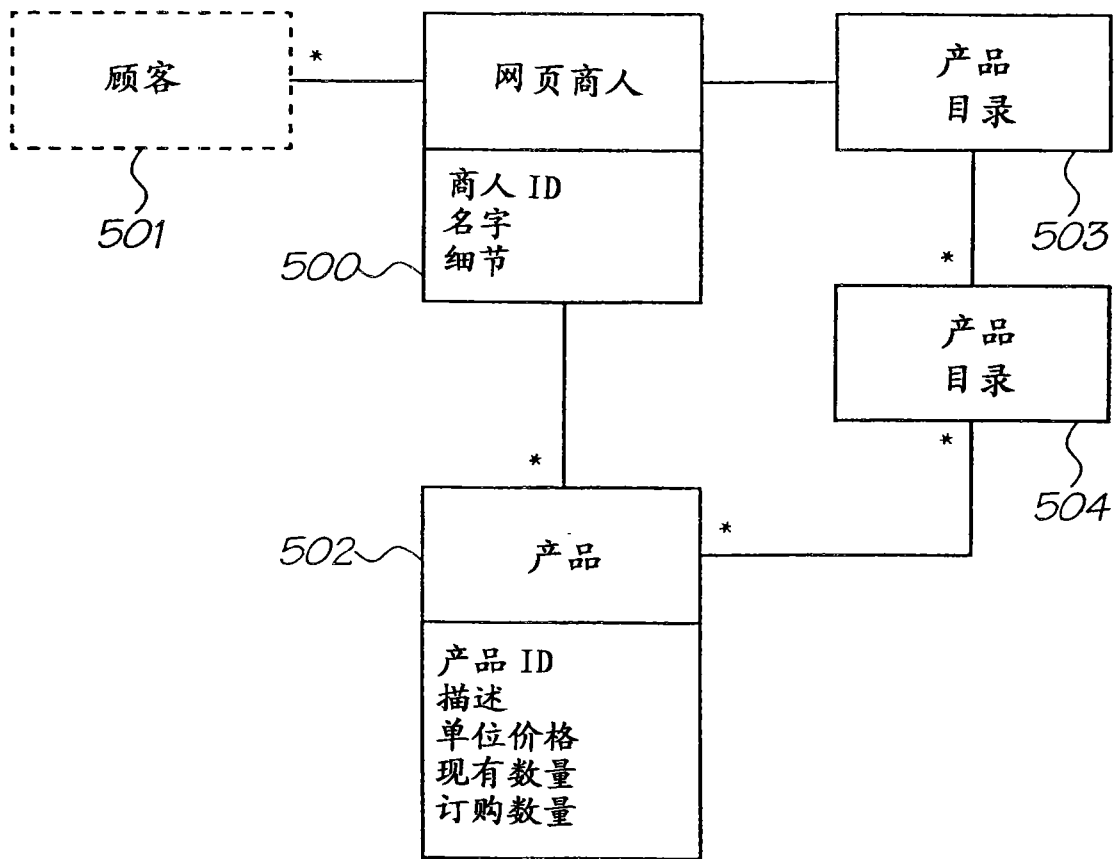 顾客
*
网页商人
产品
目录
501
商人 ID
名字
细节
500
503
*
产品
目录
*
504
*
502
产品
*
产品 ID
描述
单位价格
现有数量
订购数量